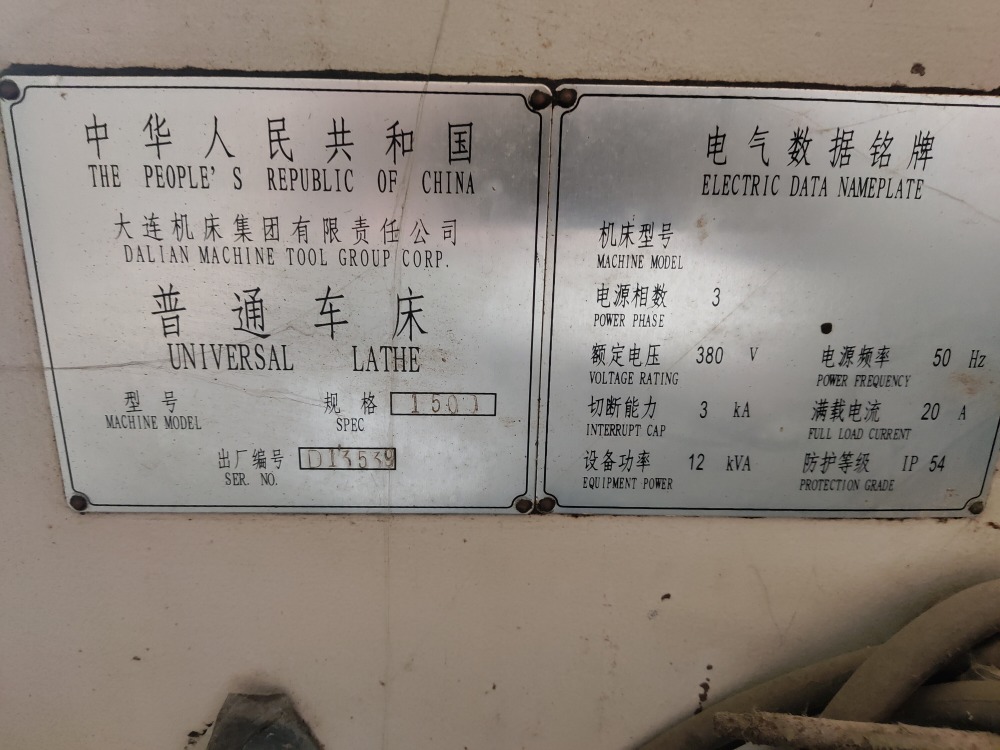 中华人民共和国
THE PEOPLE'S REPUBLIC OF CHINA
大连机床集团有限责任公司
DALIAN MACHINE TOOL GROUP CORP.
普通车床
UNIVERSAL LATHE
型号 规格 1500
MACHINE MODEL SPEC
出厂编号 D13539
SER. NO.
电气数据铭牌
ELECTRIC DATA NAMEPLATE
机床型号
MACHINE MODEL
电源相数 3
POWER PHASE
额定电压 380 V 电源频率 50 Hz
VOLTAGE RATING POWER FREQUENCY
切断能力 3 kA 满载电流 20 A
INTERRUPT CAP FULL LOAD CURRENT
设备功率 12 kVA 防护等级 IP 54
EQUIPMENT POWER PROTECTION GRADE